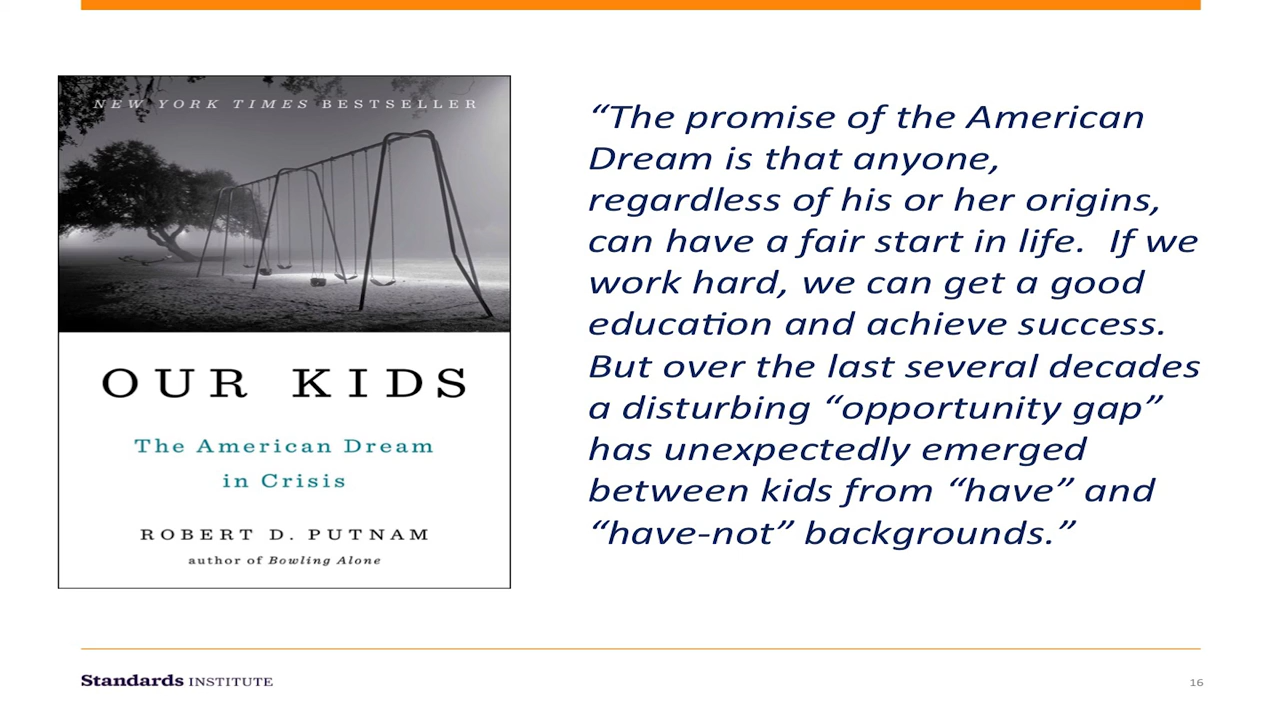 NEW YORK TIMES BESTSELLER
OUR KIDS
The American Dream
in Crisis
ROBERT D. PUTNAM
author of Bowling Alone
“The promise of the American
Dream is that anyone,
regardless of his or her origins,
can have a fair start in life.  If we
work hard, we can get a good
education and achieve success.
But over the last several decades
a disturbing “opportunity gap”
has unexpectedly emerged
between kids from “have” and
“have-not” backgrounds.”
Standards INSTITUTE
16